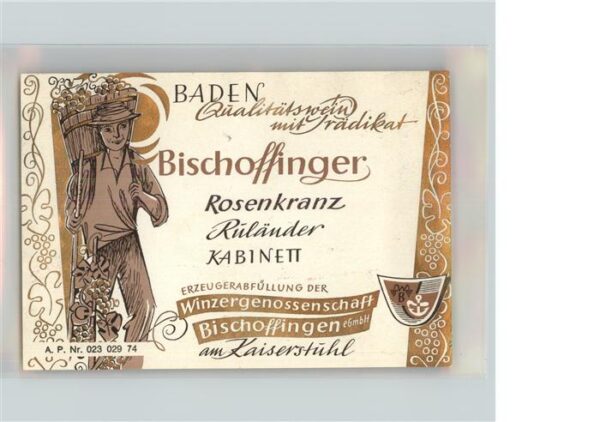 BADEN
Qualitätswein
mit Prädikat
Bischoffinger
Rosenkranz
Ruländer
KABINETT
ERZEUGERABFÜLLUNG DER
Winzergenossenschaft
Bischoffingen eGmbH
am Kaiserstuhl
B
A. P. Nr. 023 029 74